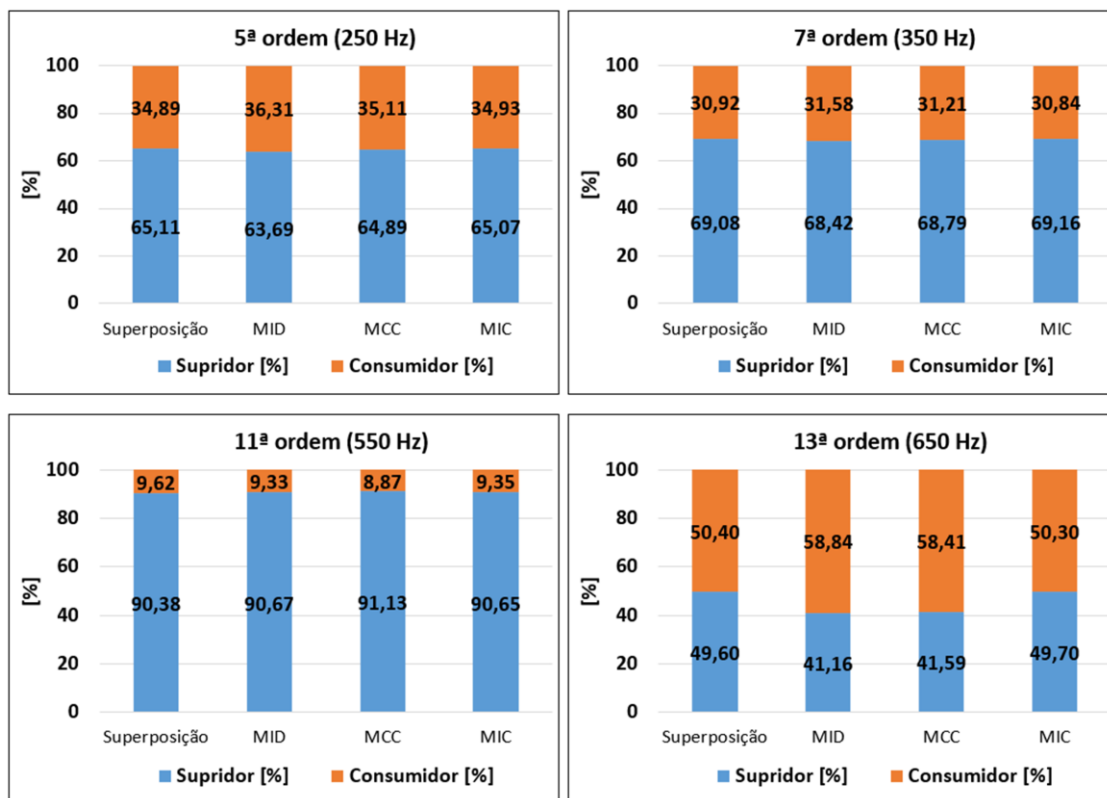 5ª ordem (250 Hz)
[%]
100
80
60
40
20
0
34,89 36,31 35,11 34,93
65,11 63,69 64,89 65,07
Superposição MID MCC MIC
Supridor [%] Consumidor [%]
7ª ordem (350 Hz)
[%]
100
80
60
40
20
0
30,92 31,58 31,21 30,84
69,08 68,42 68,79 69,16
Superposição MID MCC MIC
Supridor [%] Consumidor [%]
11ª ordem (550 Hz)
[%]
100
80
60
40
20
0
9,62 9,33 8,87 9,35
90,38 90,67 91,13 90,65
Superposição MID MCC MIC
Supridor [%] Consumidor [%]
13ª ordem (650 Hz)
[%]
100
80
60
40
20
0
50,40 58,84 58,41 50,30
49,60 41,16 41,59 49,70
Superposição MID MCC MIC
Supridor [%] Consumidor [%]